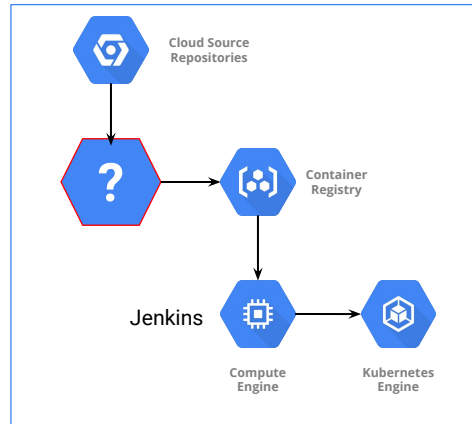 Cloud Source
Repositories
?
Container
Registry
Jenkins
Compute
Engine
Kubernetes
Engine